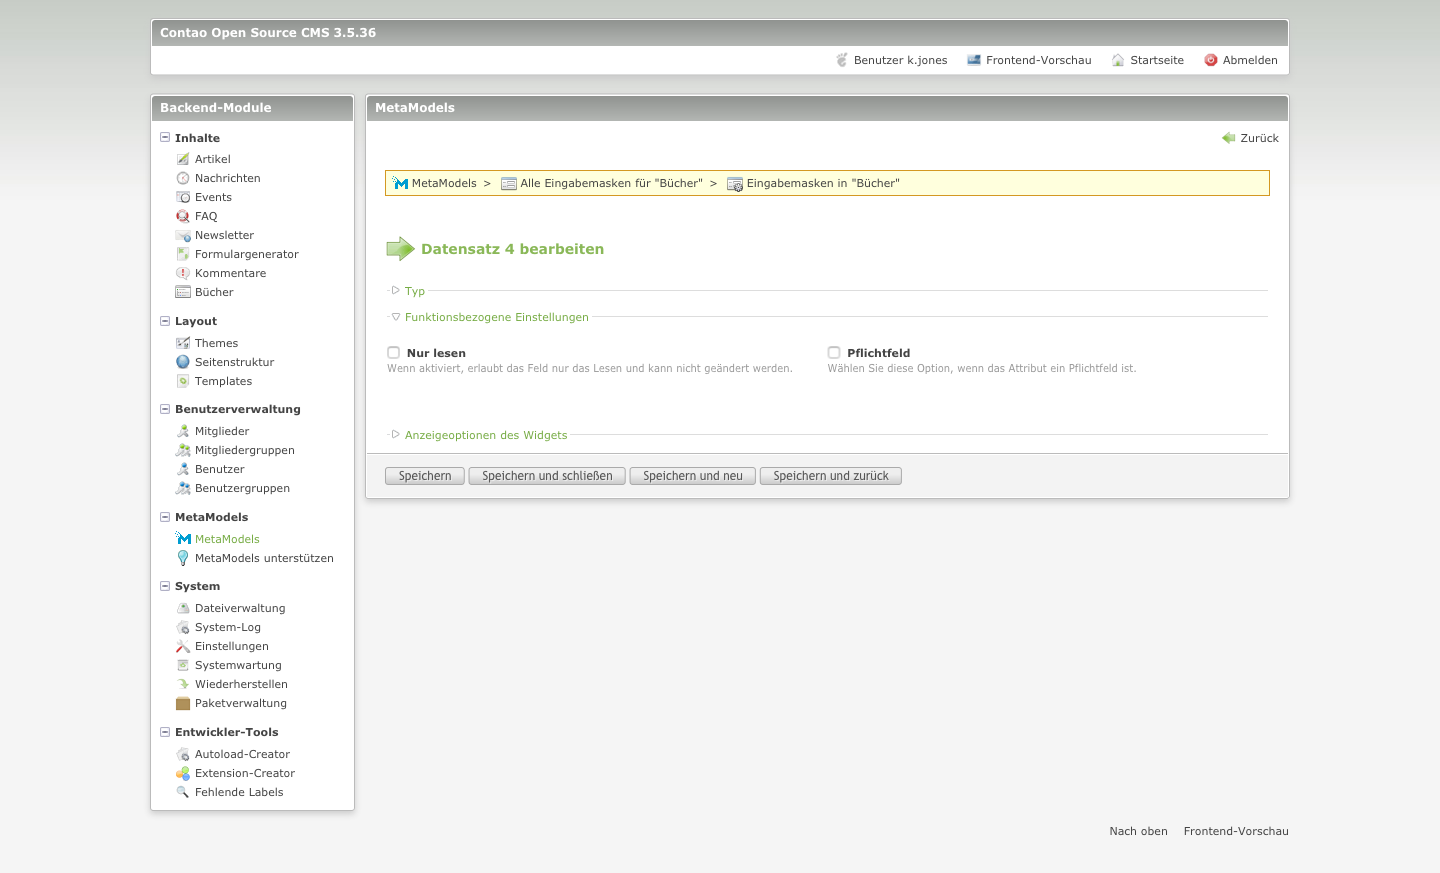 Contao Open Source CMS 3.5.36
Benutzer k.jones Frontend-Vorschau Startseite Abmelden
Backend-Module
Inhalte
Artikel
Nachrichten
Events
FAQ
Newsletter
Formulargenerator
Kommentare
Bücher
Layout
Themes
Seitenstruktur
Templates
Benutzerverwaltung
Mitglieder
Mitgliedergruppen
Benutzer
Benutzergruppen
MetaModels
MetaModels
MetaModels unterstützen
System
Dateiverwaltung
System-Log
Einstellungen
Systemwartung
Wiederherstellen
Paketverwaltung
Entwickler-Tools
Autoload-Creator
Extension-Creator
Fehlende Labels
MetaModels
Zurück
MetaModels > Alle Eingabemasken für "Bücher" > Eingabemasken in "Bücher"
Datensatz 4 bearbeiten
Typ
Funktionsbezogene Einstellungen
Nur lesen
Wenn aktiviert, erlaubt das Feld nur das Lesen und kann nicht geändert werden.
Pflichtfeld
Wählen Sie diese Option, wenn das Attribut ein Pflichtfeld ist.
Anzeigeoptionen des Widgets
Speichern Speichern und schließen Speichern und neu Speichern und zurück
Nach oben Frontend-Vorschau